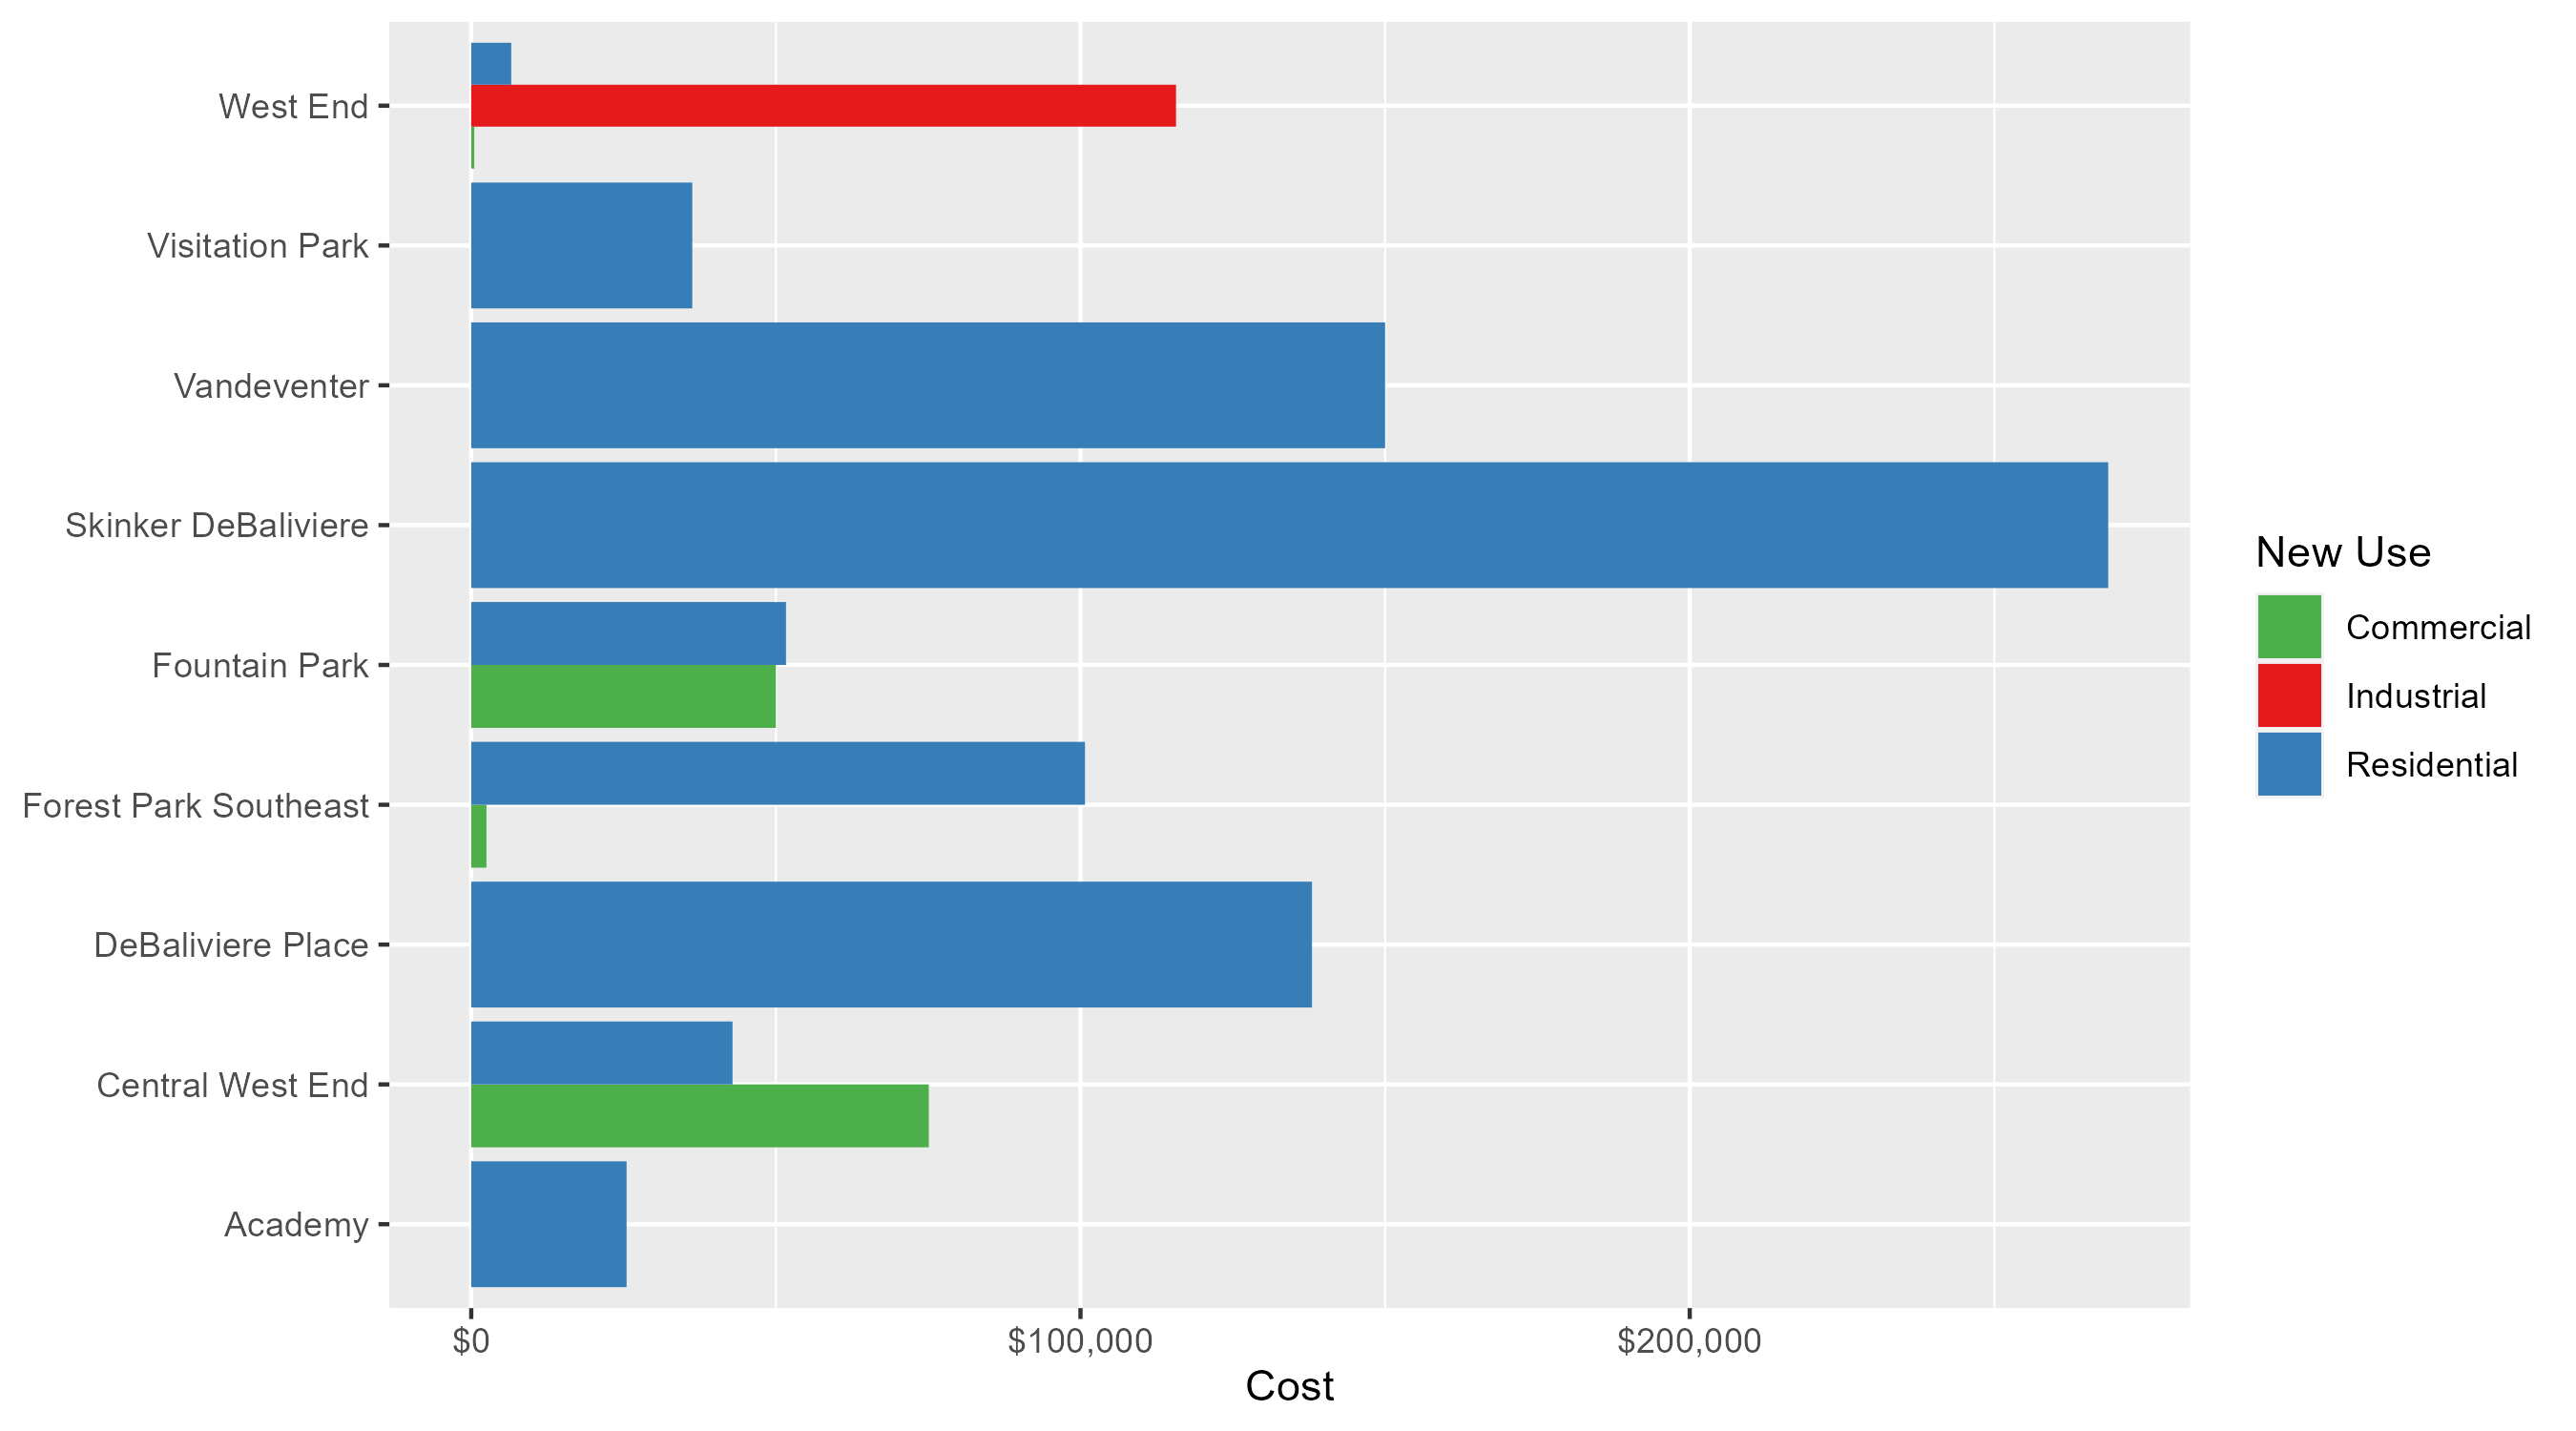 West End
Visitation Park
Vandeventer
Skinker DeBaliviere
Fountain Park
Forest Park Southeast
DeBaliviere Place
Central West End
Academy
$0
$100,000
$200,000
Cost
New Use
Commercial
Industrial
Residential